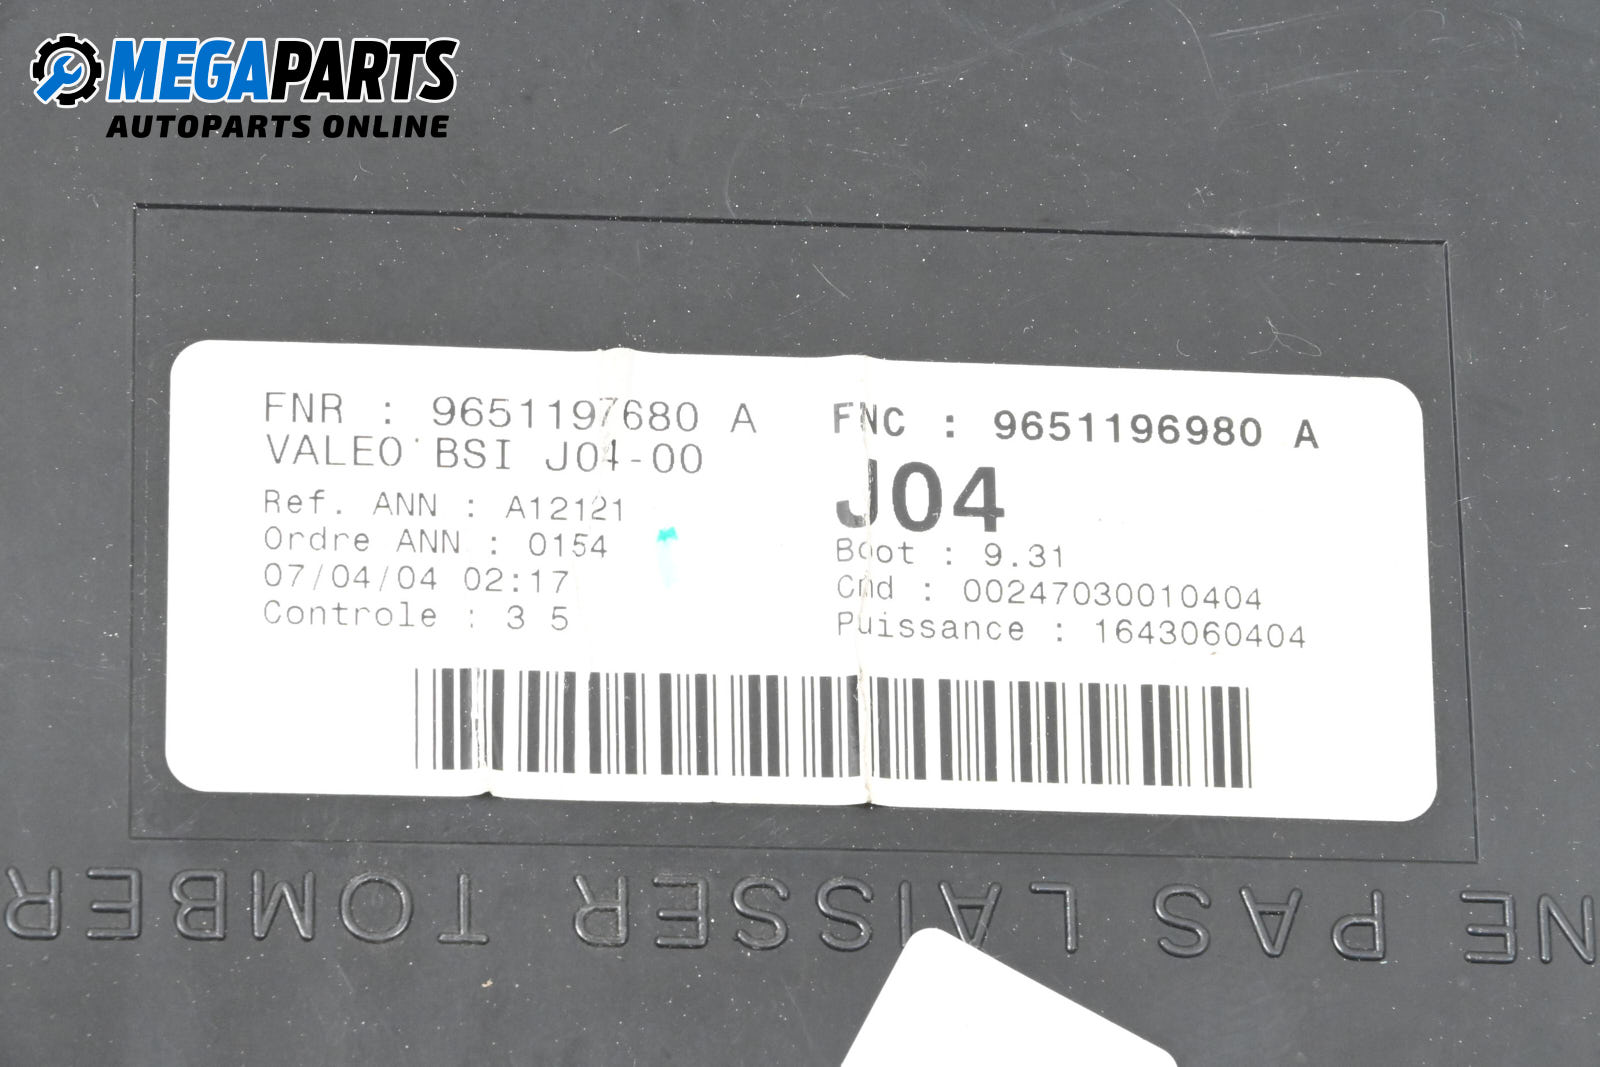 MEGAPARTS
AUTOPARTS ONLINE
FNR : 9651197680 A
VALEO BSI J04-00
Ref. ANN : A12121
Ordre ANN : 0154
07/04/04 02:17
Controle : 3 5
FNC : 9651196980 A
J04
Boot : 9.31
Cmd : 00247030010404
Puissance : 1643060404
NE PAS LAISSER TOMBER